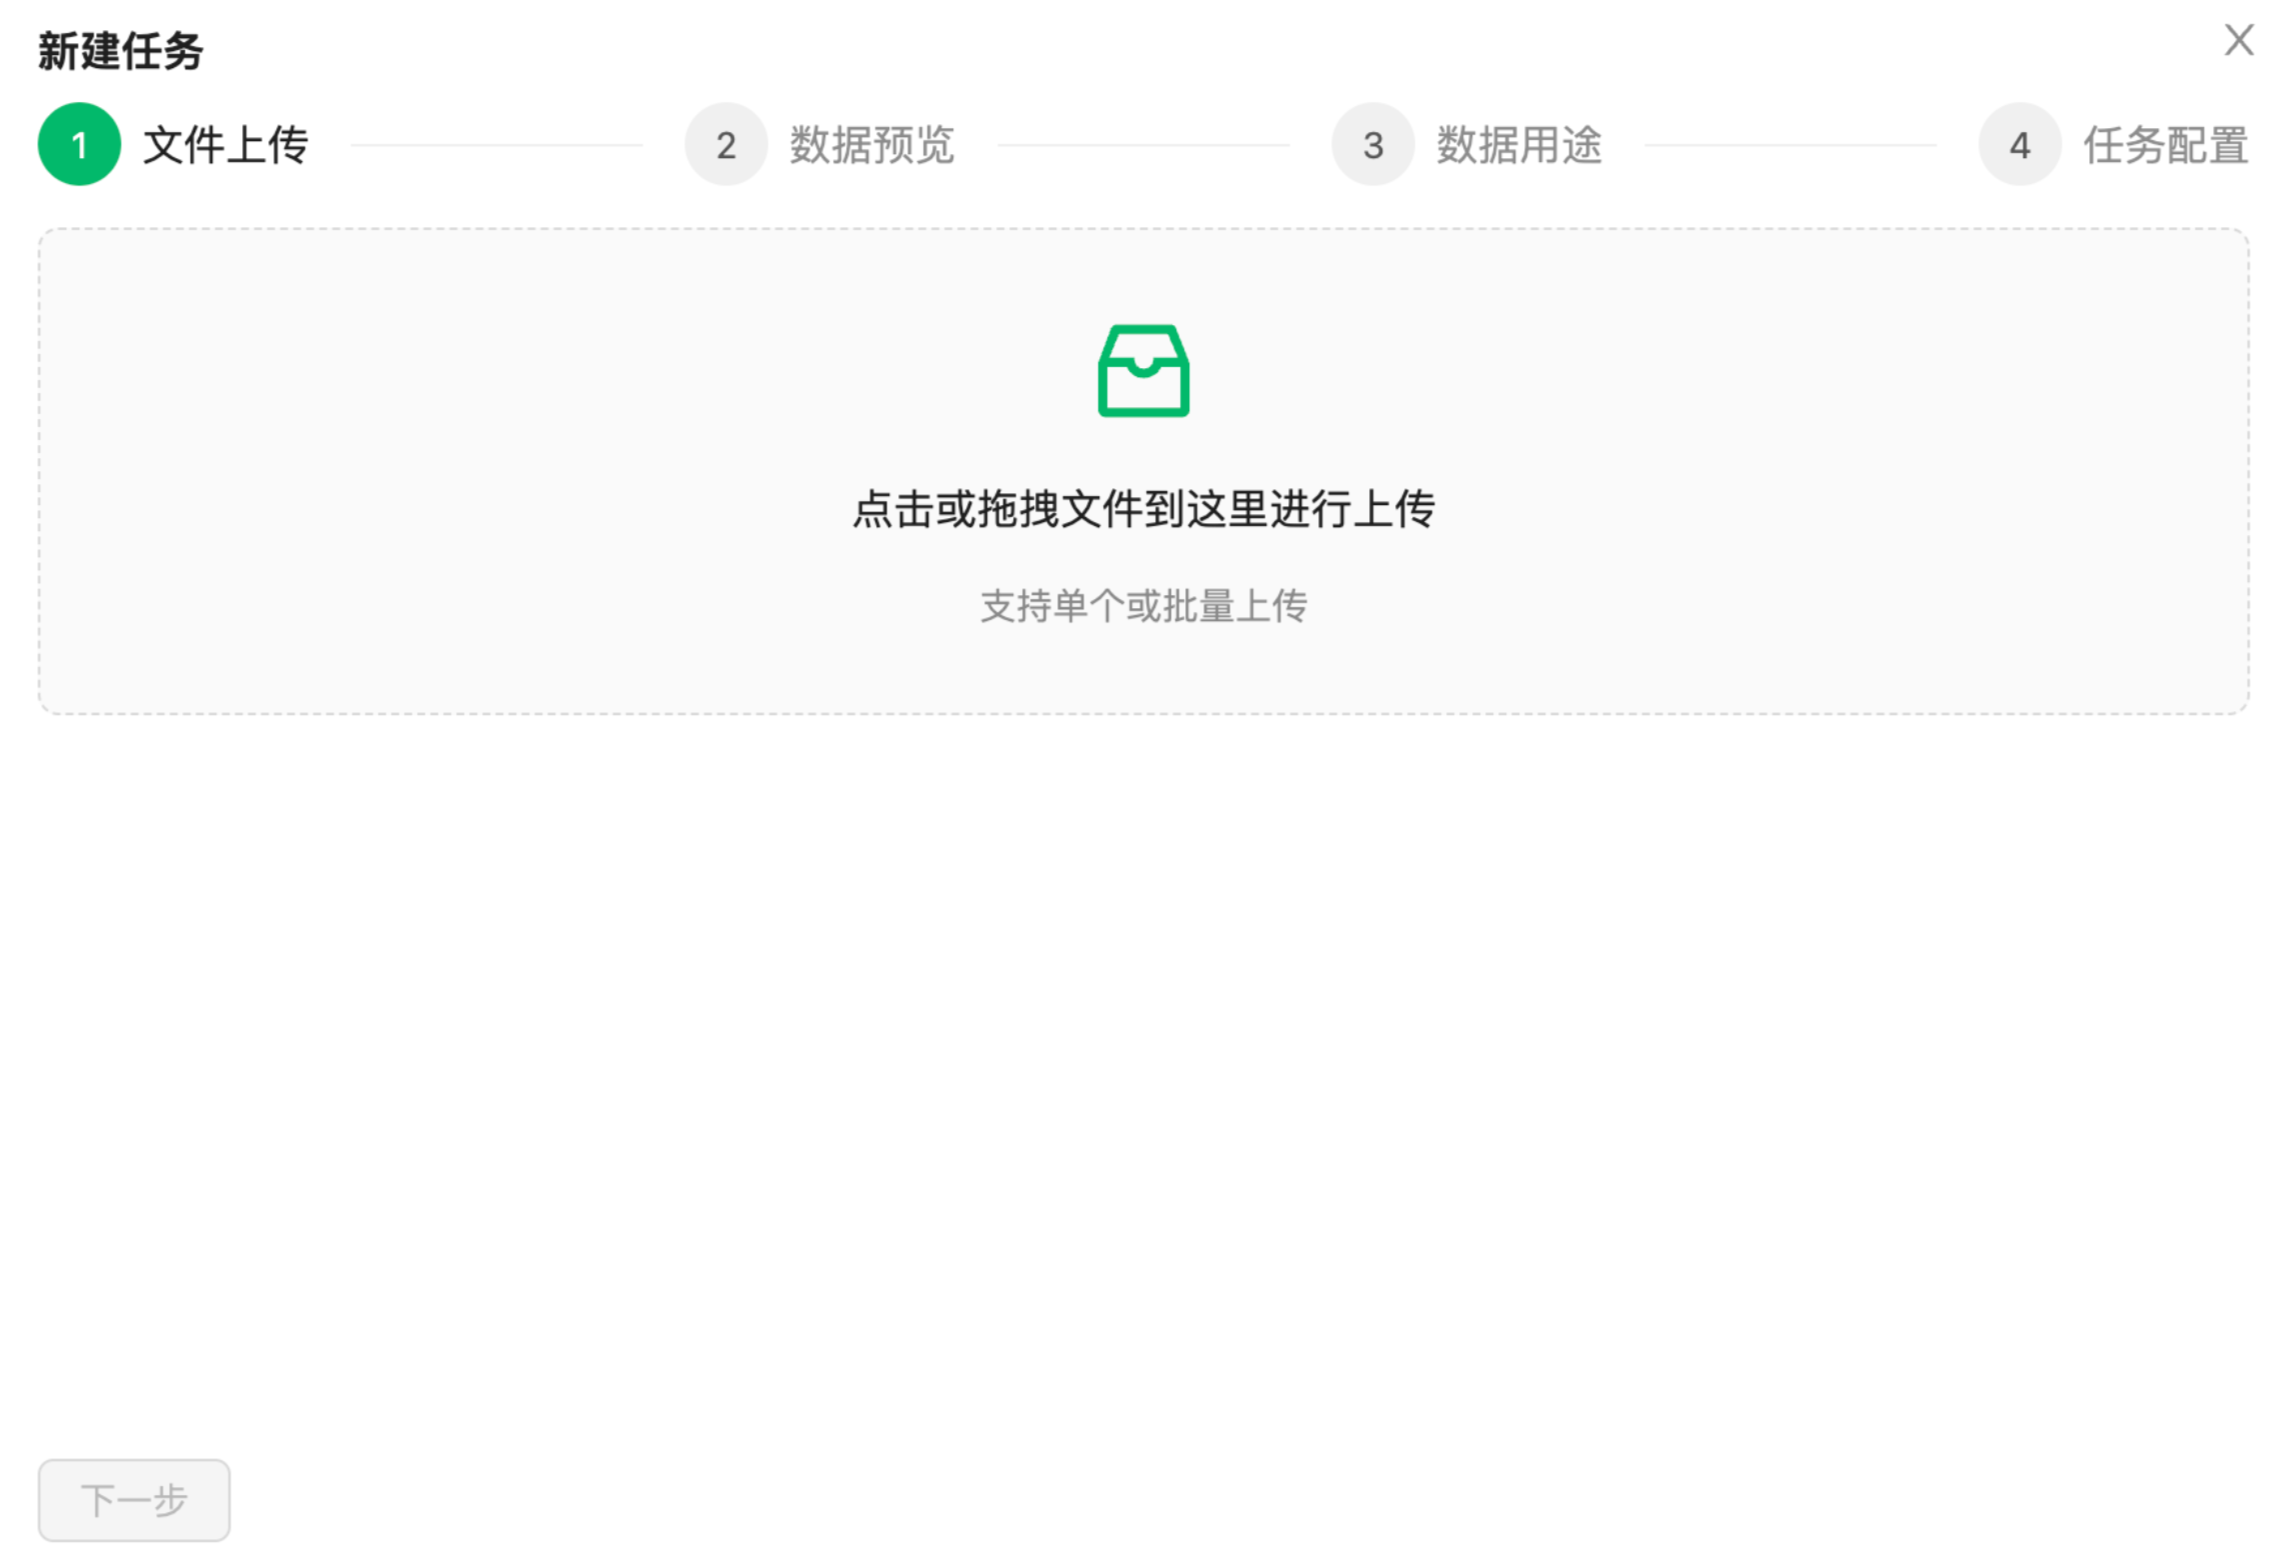 新建任务
1 文件上传 2 数据预览 3 数据用途 4 任务配置
点击或拖拽文件到这里进行上传
支持单个或批量上传
下一步